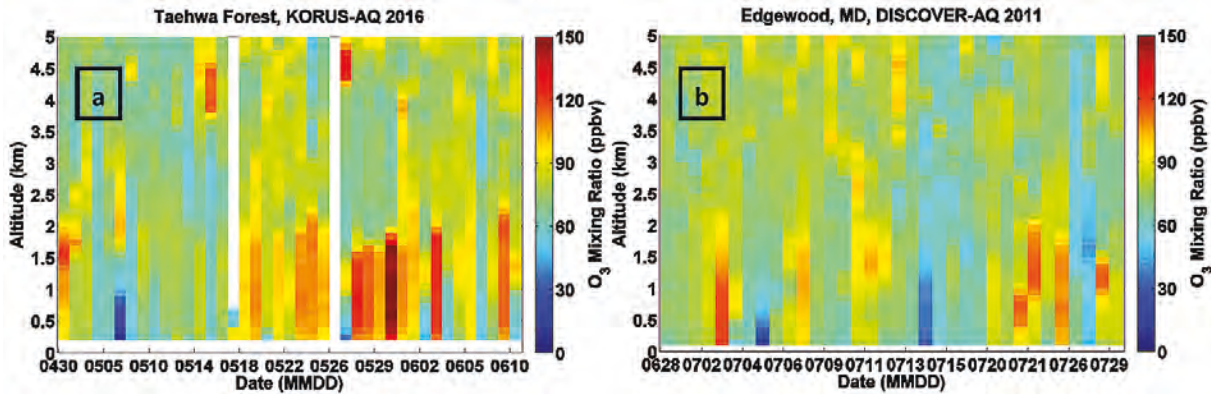 Taehwa Forest, KORUS-AQ 2016
5
4.5
4
3.5
3
2.5
2
1.5
1
0.5
0
Altitude (km)
a
0430 0505 0510 0514 0518 0522 0526 0529 0602 0605 0610
Date (MMDD)
150
120
90
60
30
0
O3 Mixing Ratio (ppbv)
Edgewood, MD, DISCOVER-AQ 2011
5
4.5
4
3.5
3
2.5
2
1.5
1
0.5
0
Altitude (km)
b
0628 0702 0704 0706 0709 0711 0715 0720 0721 0726 0729
Date (MMDD)
150
120
90
60
30
0
O3 Mixing Ratio (ppbv)